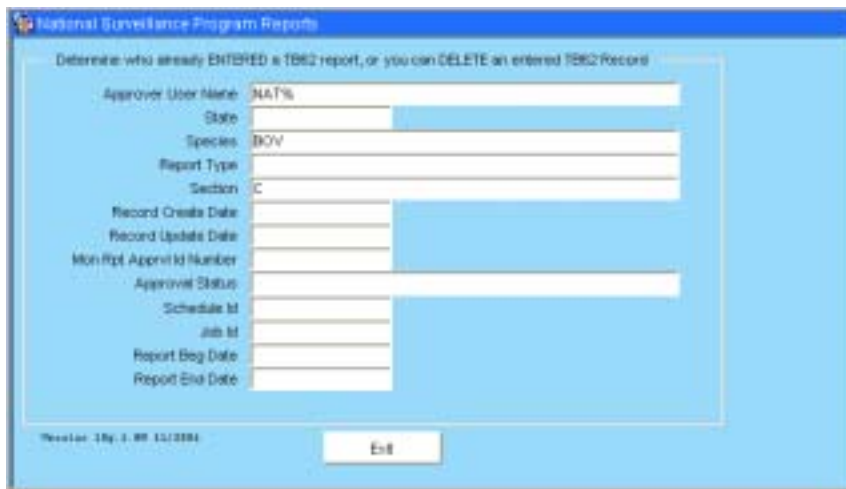 National Surveillance Program Reports
Determine who already ENTERED a TB62 report, or you can DELETE an entered TB62 Record
Approver User Name NAT%
State
Species BOV
Report Type
Section C
Record Create Date
Record Update Date
Mon Rpt Apprvl Id Number
Approval Status
Schedule Id
Job Id
Report Beg Date
Report End Date
Version
Exit